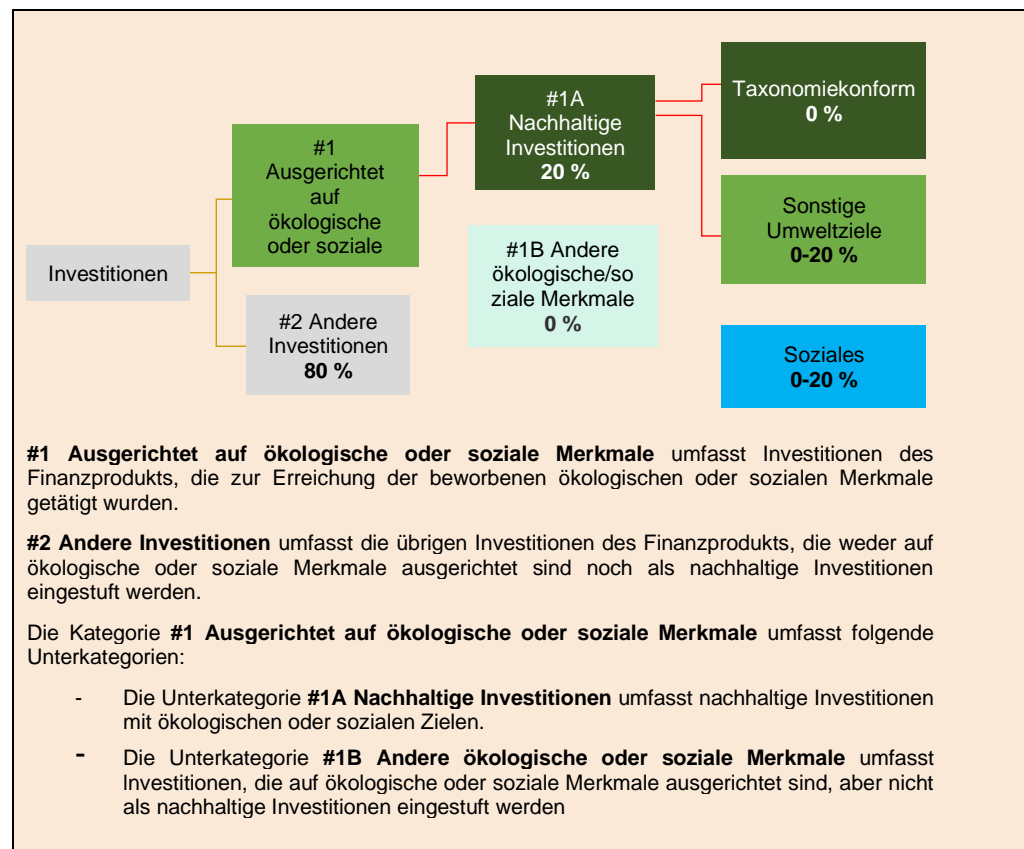 Investitionen
#1
Ausgerichtet
auf
ökologische
oder soziale
#2 Andere
Investitionen
80 %
#1A
Nachhaltige
Investitionen
20 %
#1B Andere
ökologische/so
ziale Merkmale
0 %
Taxonomiekonform
0 %
Sonstige
Umweltziele
0-20 %
Soziales
0-20 %
#1 Ausgerichtet auf ökologische oder soziale Merkmale umfasst Investitionen des
Finanzprodukts, die zur Erreichung der beworbenen ökologischen oder sozialen Merkmale
getätigt wurden.
#2 Andere Investitionen umfasst die übrigen Investitionen des Finanzprodukts, die weder auf
ökologische oder soziale Merkmale ausgerichtet sind noch als nachhaltige Investitionen
eingestuft werden.
Die Kategorie #1 Ausgerichtet auf ökologische oder soziale Merkmale umfasst folgende
Unterkategorien:
- Die Unterkategorie #1A Nachhaltige Investitionen umfasst nachhaltige Investitionen
mit ökologischen oder sozialen Zielen.
- Die Unterkategorie #1B Andere ökologische oder soziale Merkmale umfasst
Investitionen, die auf ökologische oder soziale Merkmale ausgerichtet sind, aber nicht
als nachhaltige Investitionen eingestuft werden